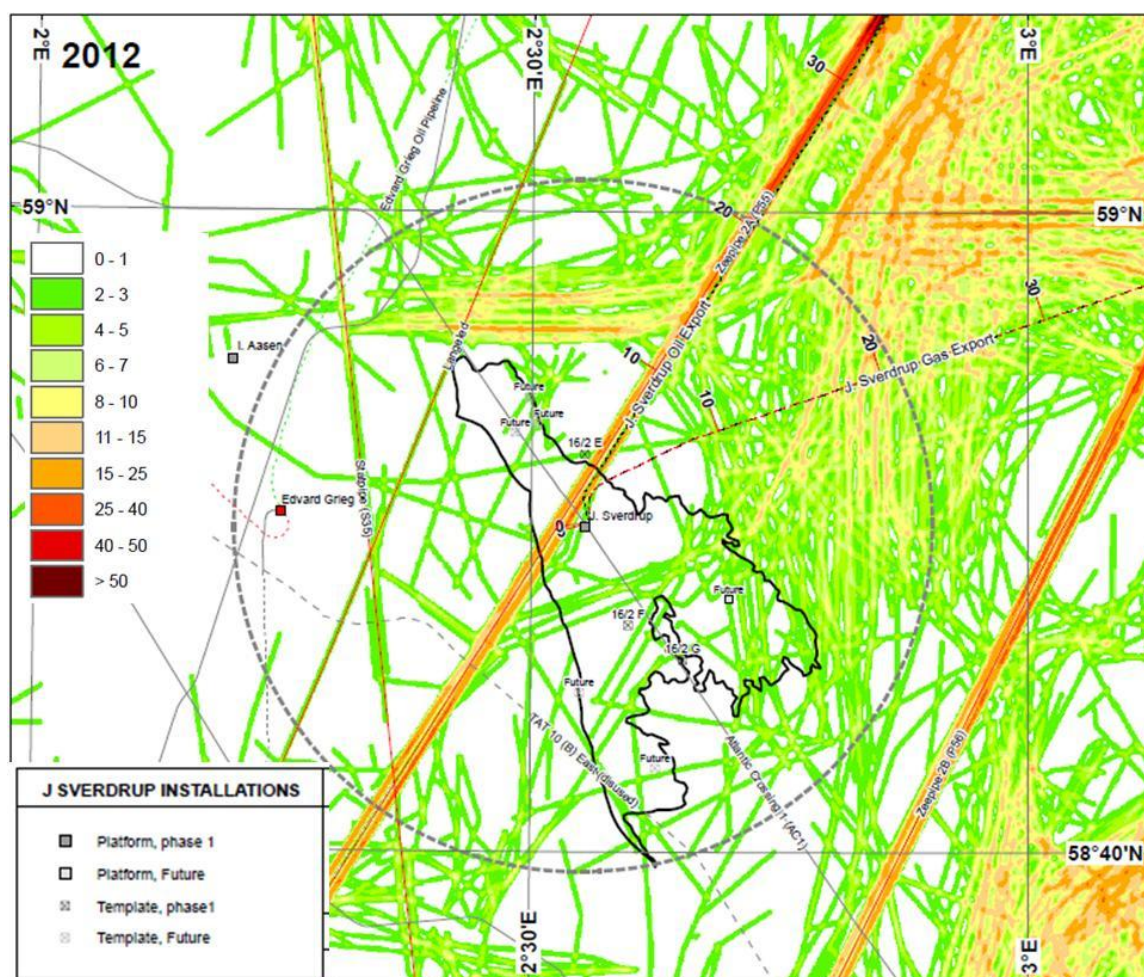 2012
2°E
2°30'E
3°E
30
Edvard Grieg Oil Pipeline
59°N
20
Zeepipe 2A (P55)
59°N
0 - 1
2 - 3
4 - 5
6 - 7
8 - 10
11 - 15
15 - 25
25 - 40
40 - 50
> 50
30
I. Aasen
Langeled
J. Sverdrup Oil Export
10
20
J. Sverdrup Gas Export
10
Future
Future
Future
16/2 E
Statpipe (S35)
Edvard Grieg
0
J. Sverdrup
Future
16/2 F
16/2 G
Future
TAT 10 (B) East (disused)
Future
Atlantic Crossing 1 (AC1)
Zeepipe 2B (P56)
58°40'N
J SVERDRUP INSTALLATIONS
Platform, phase 1
Platform, Future
Template, phase1
Template, Future
2°30'E
3°E